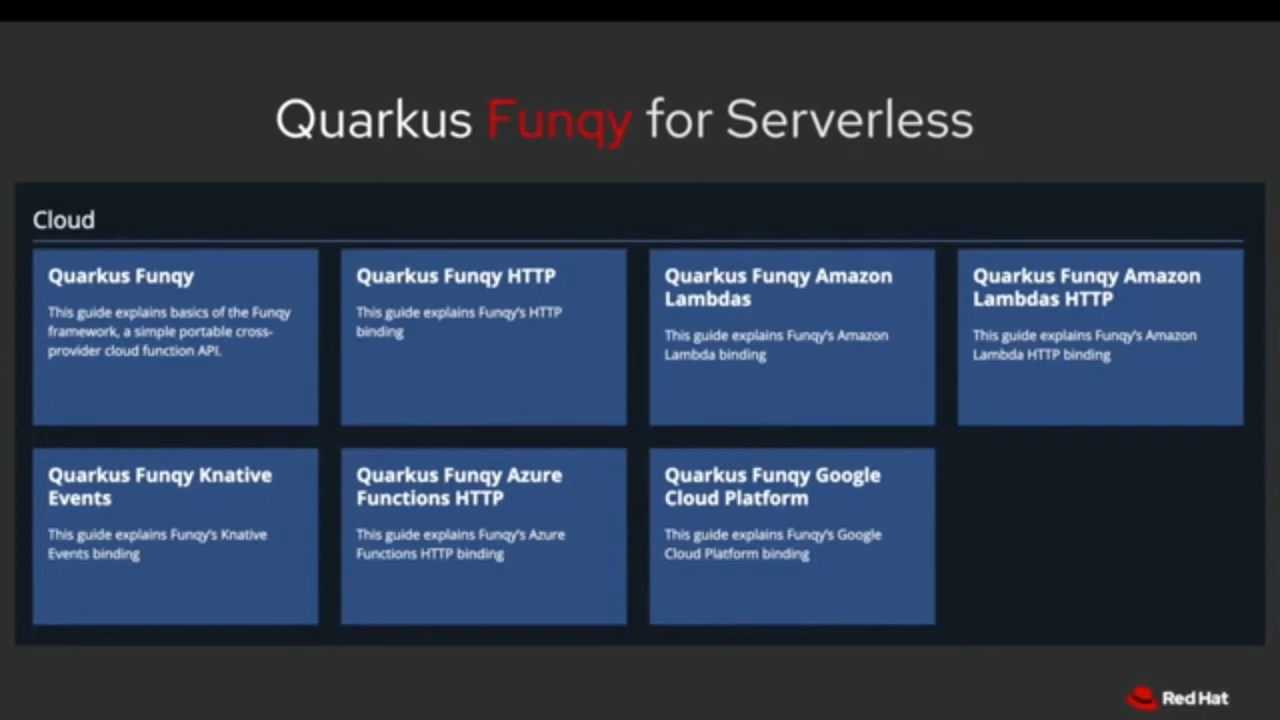 Quarkus Funqy for Serverless
Cloud
Quarkus Funqy
This guide explains basics of the Funqy
framework, a simple portable cross-
provider cloud function API.
Quarkus Funqy HTTP
This guide explains Funqy's HTTP
binding
Quarkus Funqy Amazon
Lambdas
This guide explains Funqy's Amazon
Lambda binding
Quarkus Funqy Amazon
Lambdas HTTP
This guide explains Funqy's Amazon
Lambda HTTP binding
Quarkus Funqy Knative
Events
This guide explains Funqy's Knative
Events binding
Quarkus Funqy Azure
Functions HTTP
This guide explains Funqy's Azure
Functions HTTP binding
Quarkus Funqy Google
Cloud Platform
This guide explains Funqy's Google
Cloud Platform binding
Red Hat